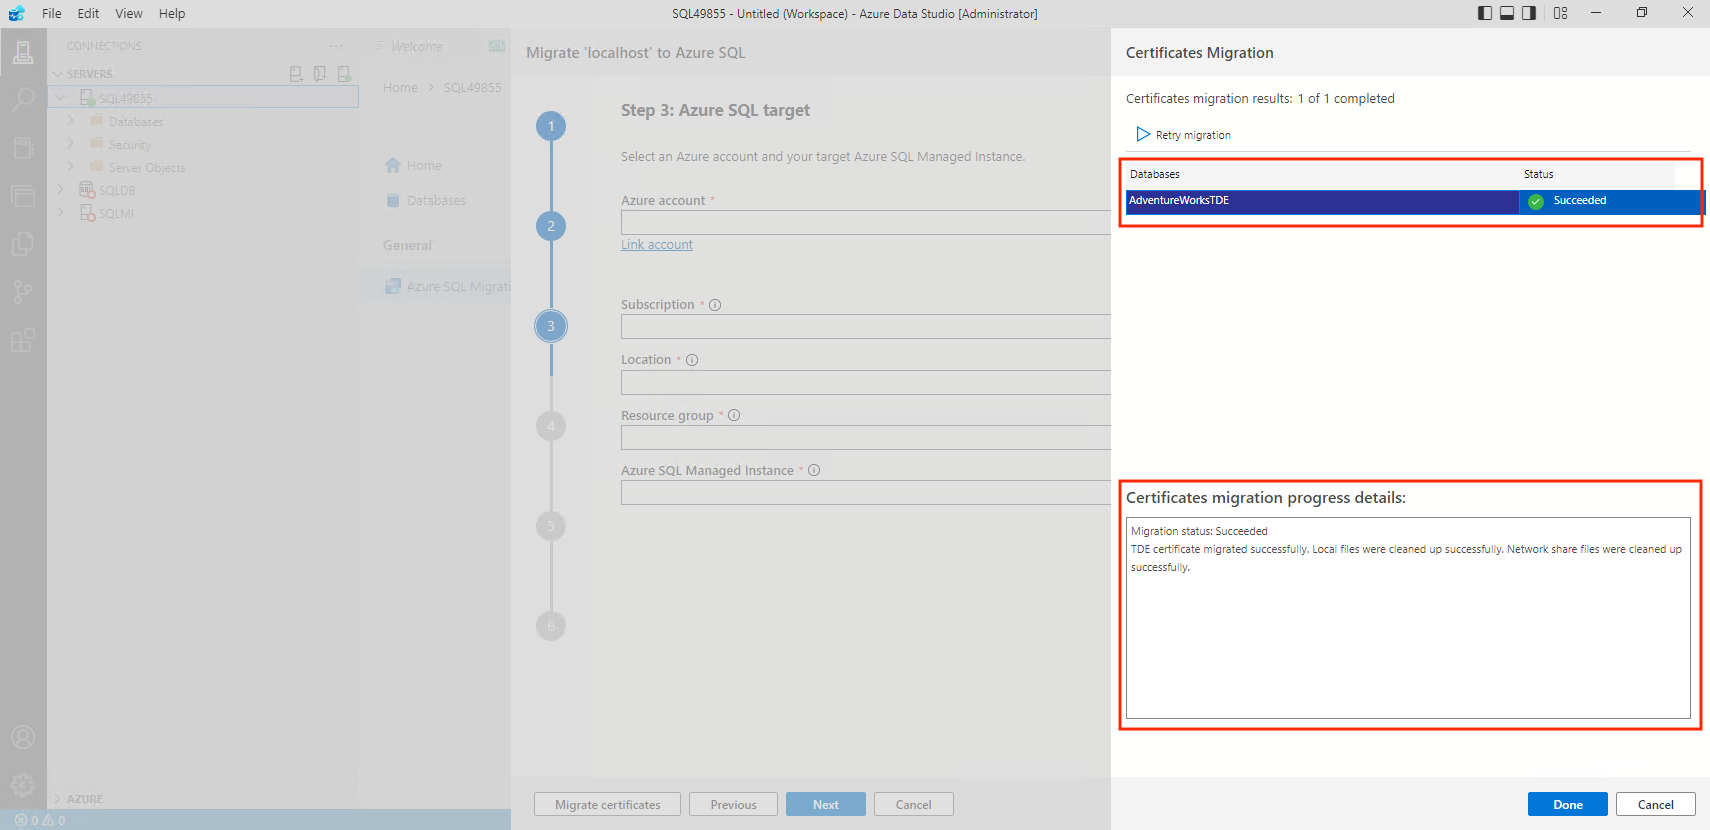 File Edit View Help
SQL49855 - Untitled (Workspace) - Azure Data Studio [Administrator]
CONNECTIONS
SERVERS
SQL49855
Databases
Security
Server Objects
SQLDB
SQLMI
AZURE
0 0
Welcome
Home > SQL49855
Home
Databases
General
Azure SQL Migrati
Migrate 'localhost' to Azure SQL
1
2
3
4
5
6
Step 3: Azure SQL target
Select an Azure account and your target Azure SQL Managed Instance.
Azure account *
Link account
Subscription *
Location *
Resource group *
Azure SQL Managed Instance *
Migrate certificates Previous Next Cancel
Certificates Migration
Certificates migration results: 1 of 1 completed
Retry migration
Databases Status
AdventureWorksTDE Succeeded
Certificates migration progress details:
Migration status: Succeeded
TDE certificate migrated successfully. Local files were cleaned up successfully. Network share files were cleaned up
successfully.
Done Cancel